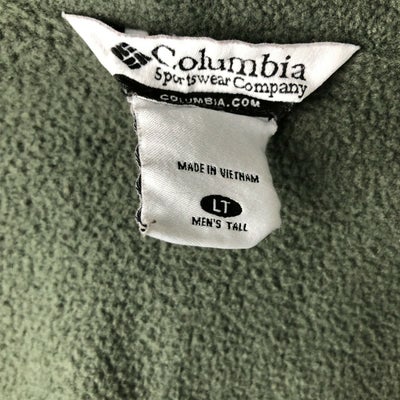 Columbia
Sportswear Company
COLUMBIA.COM
MADE IN VIETNAM
LT
MEN'S TALL